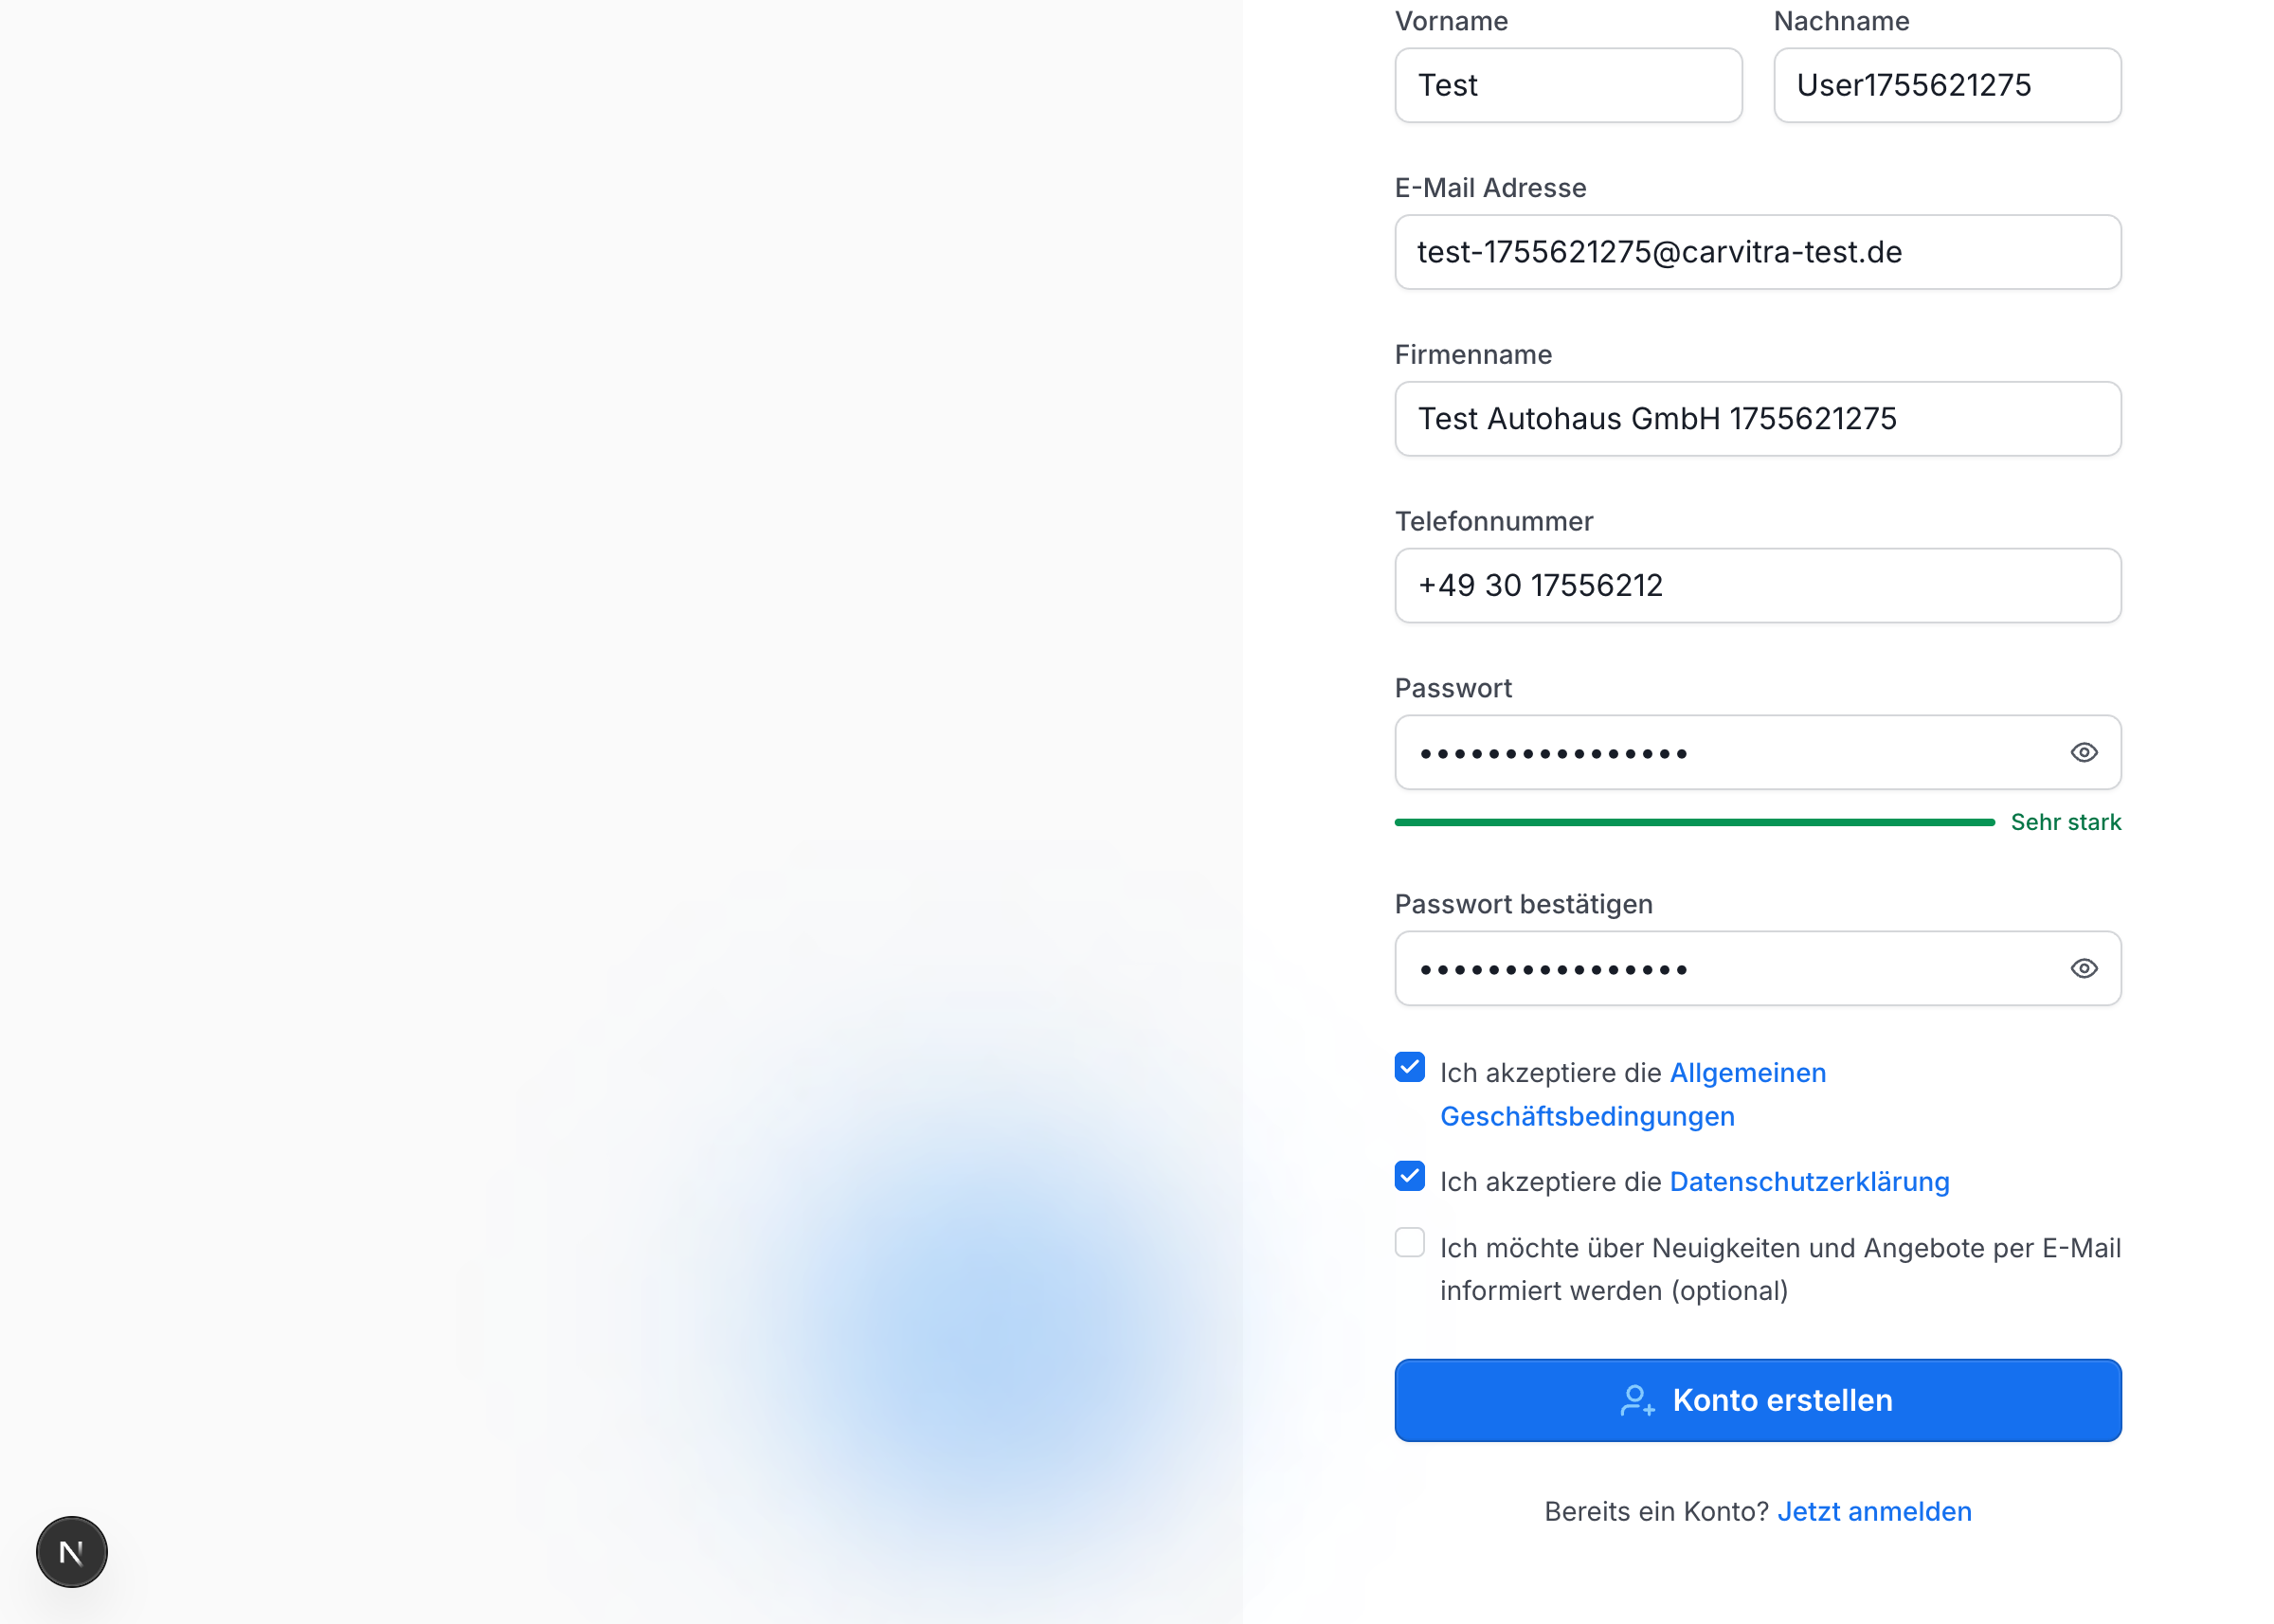 Vorname
Nachname
Test
User1755621275
E-Mail Adresse
test-1755621275@carvitra-test.de
Firmenname
Test Autohaus GmbH 1755621275
Telefonnummer
+49 30 17556212
Passwort
••••••••••••••••
Sehr stark
Passwort bestätigen
••••••••••••••••
Ich akzeptiere die Allgemeinen
Geschäftsbedingungen
Ich akzeptiere die Datenschutzerklärung
Ich möchte über Neuigkeiten und Angebote per E-Mail
informiert werden (optional)
Konto erstellen
Bereits ein Konto? Jetzt anmelden
N